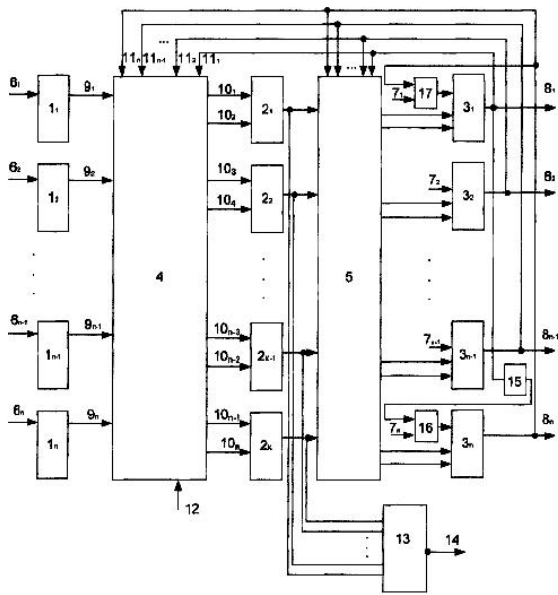 ... 11ₙ 11ₙ₋₁ 11₂ 11₁ ...
6₁ 1₁ 9₁ 10₁ 2₁ 7₁ 17 3₁ 8₁
10₂
6₂ 1₂ 9₂ 10₃ 2₂ 7₂ 3₂ 8₂
10₄
4 5
6ₙ₋₁ 1ₙ₋₁ 9ₙ₋₁ 10ₙ₋₃ 2ₖ₋₁ 7ₙ₋₁ 3ₙ₋₁ 8ₙ₋₁
10ₙ₋₂
15
6ₙ 1ₙ 9ₙ 10ₙ₋₁ 2ₖ 7ₙ 16 3ₙ 8ₙ
10ₙ
12
13 14